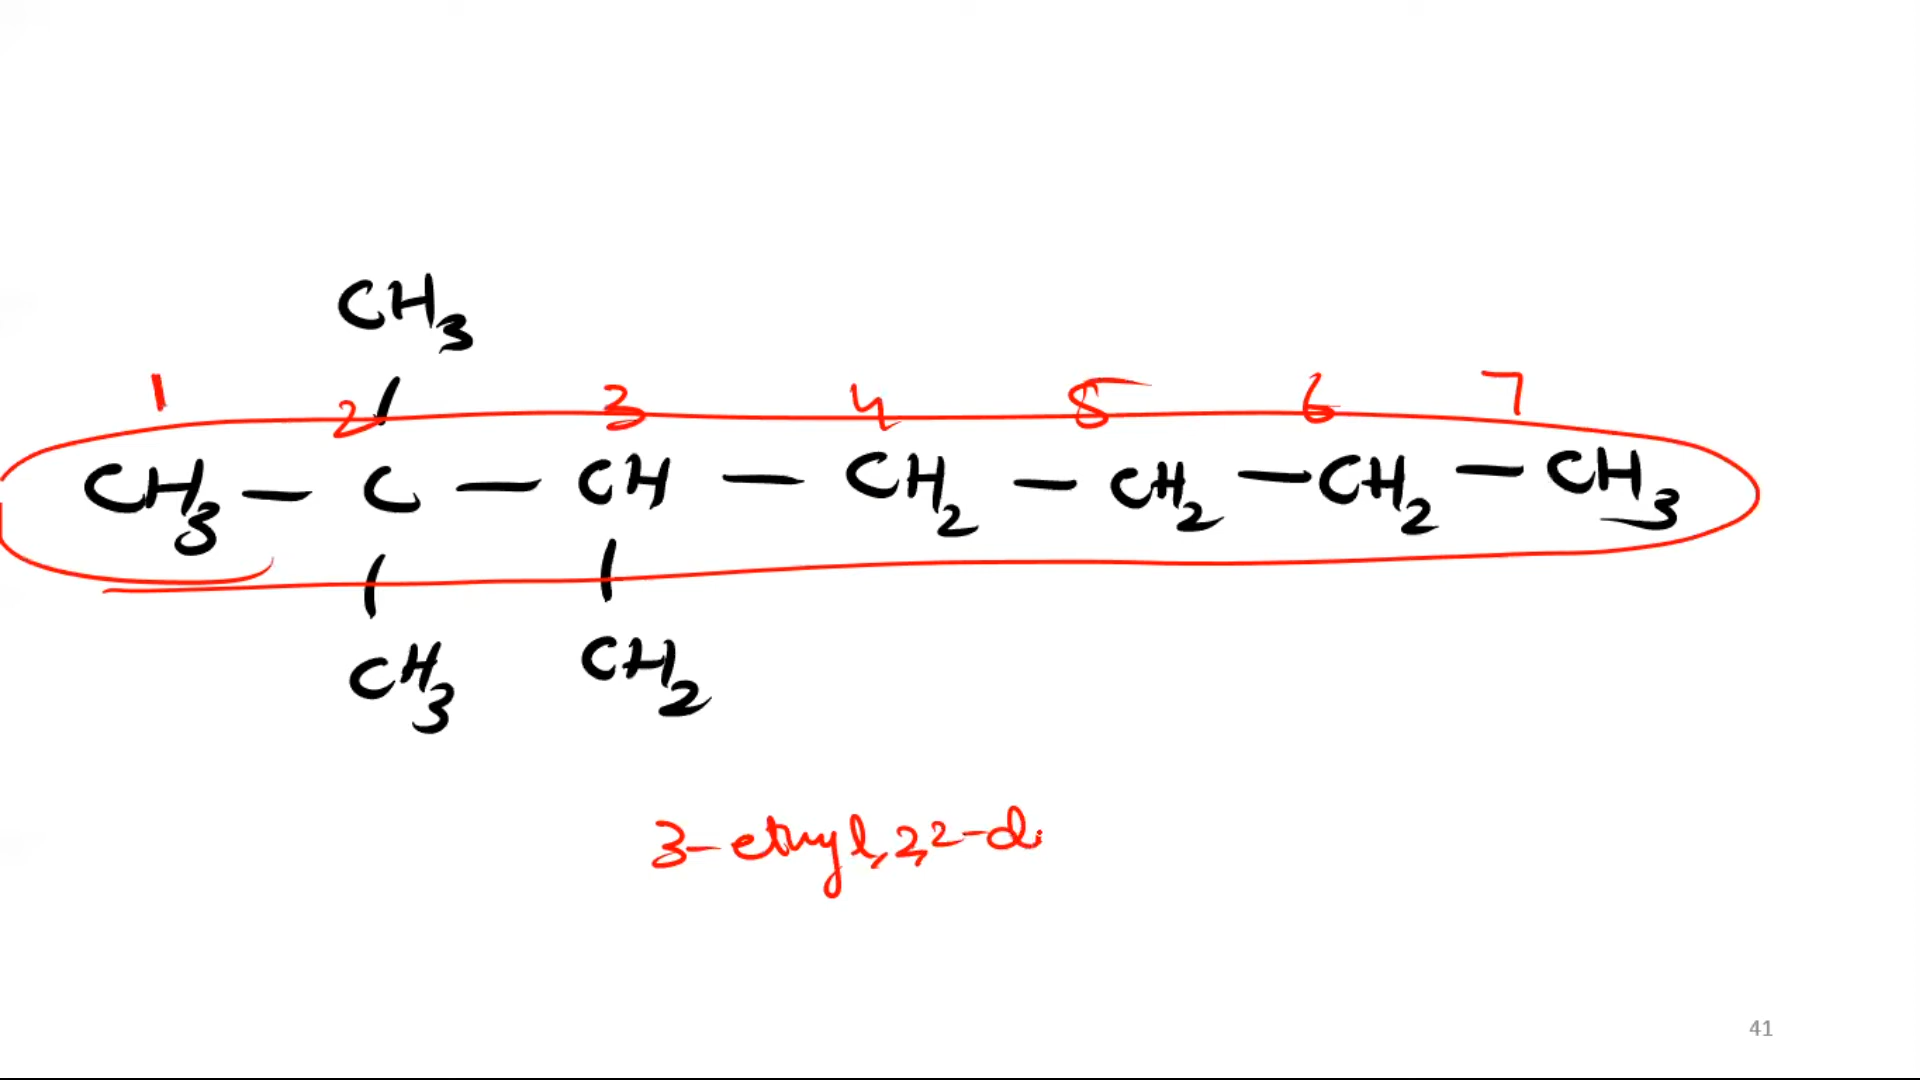 CH3
1 2 3 4 5 6 7
CH3 — C — CH — CH2 — CH2 — CH2 — CH3
CH3 CH2
3-ethyl,2,2-di
41